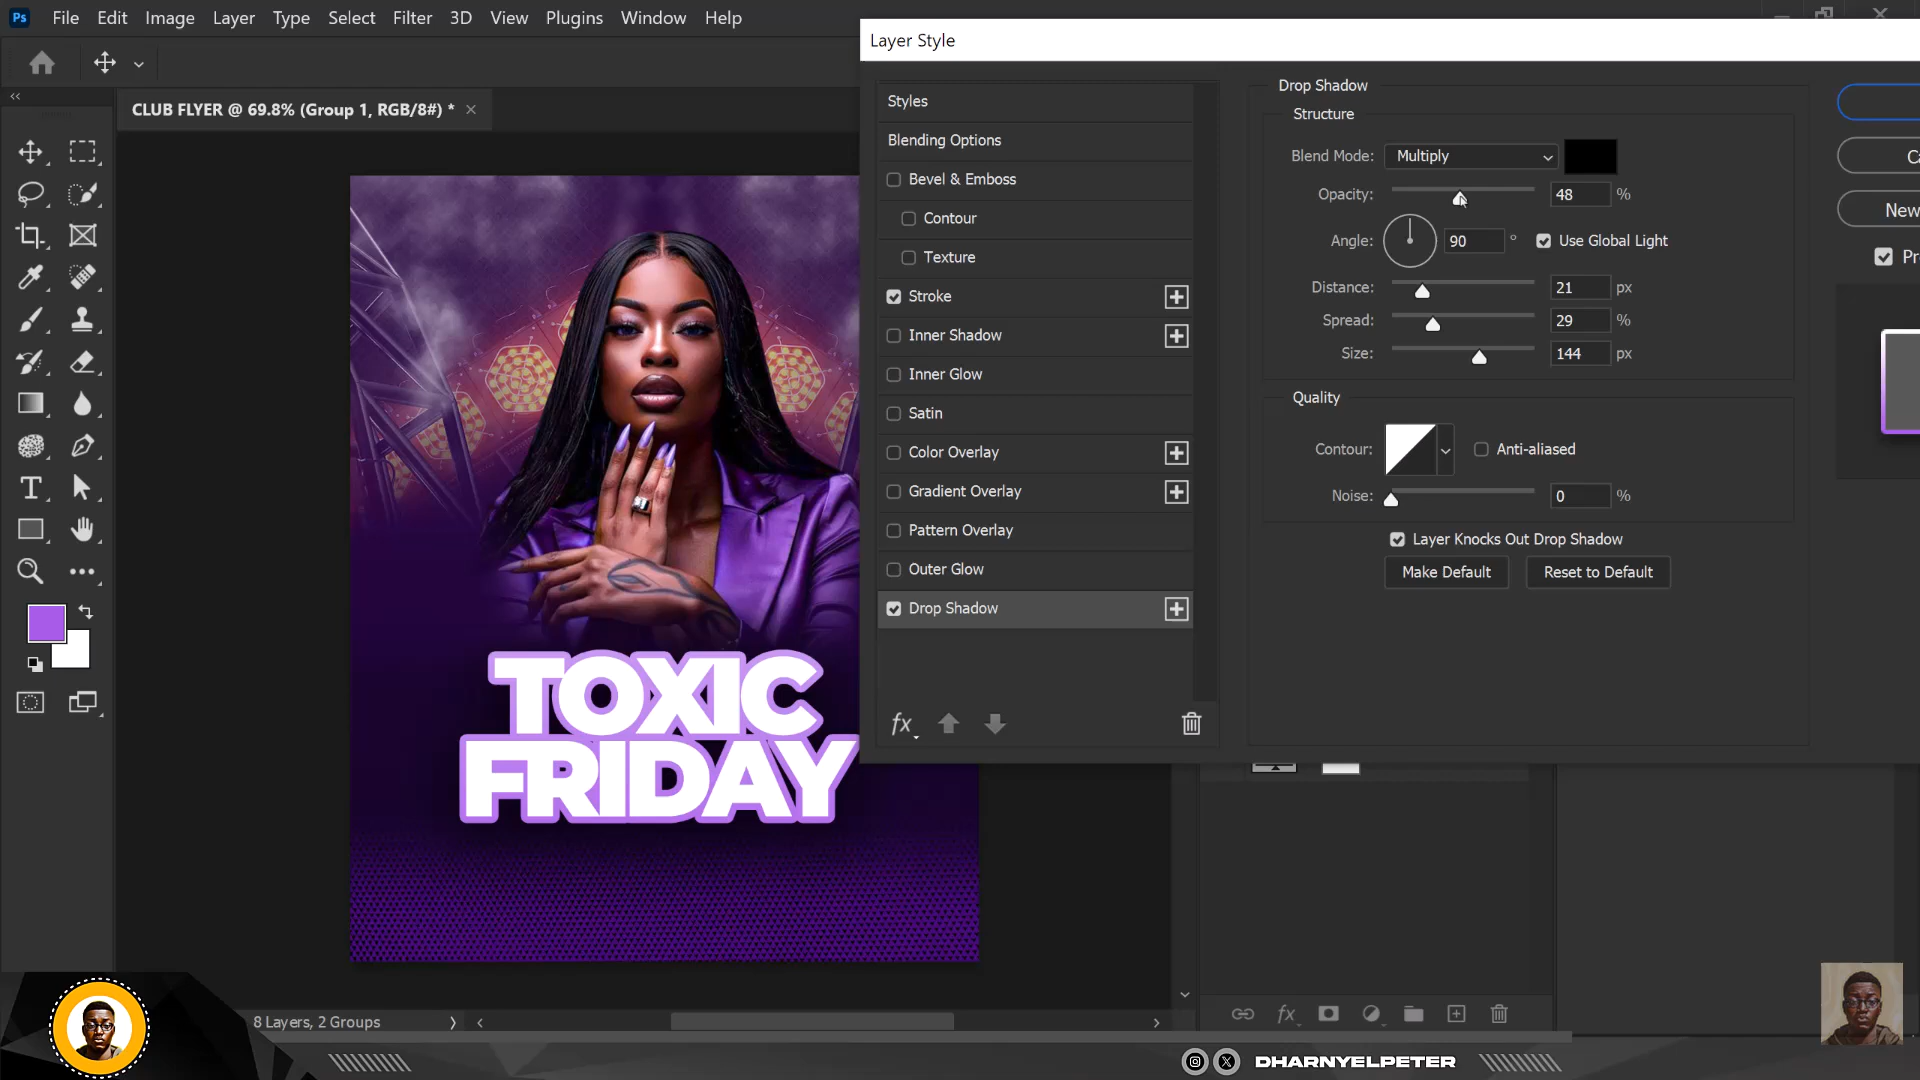 Ps File Edit Image Layer Type Select Filter 3D View Plugins Window Help
Layer Style
CLUB FLYER @ 69.8% (Group 1, RGB/8#) * ×
Styles
Blending Options
Bevel & Emboss
Contour
Texture
Stroke
Inner Shadow
Inner Glow
Satin
Color Overlay
Gradient Overlay
Pattern Overlay
Outer Glow
Drop Shadow
fx
Drop Shadow
Structure
Blend Mode: Multiply
Opacity: 48 %
Angle: 90 ° Use Global Light
Distance: 21 px
Spread: 29 %
Size: 144 px
Quality
Contour: Anti-aliased
Noise: 0 %
Layer Knocks Out Drop Shadow
Make Default Reset to Default
Ca
New
Pr
TOXIC
FRIDAY
8 Layers, 2 Groups
fx
DHARNYELPETER